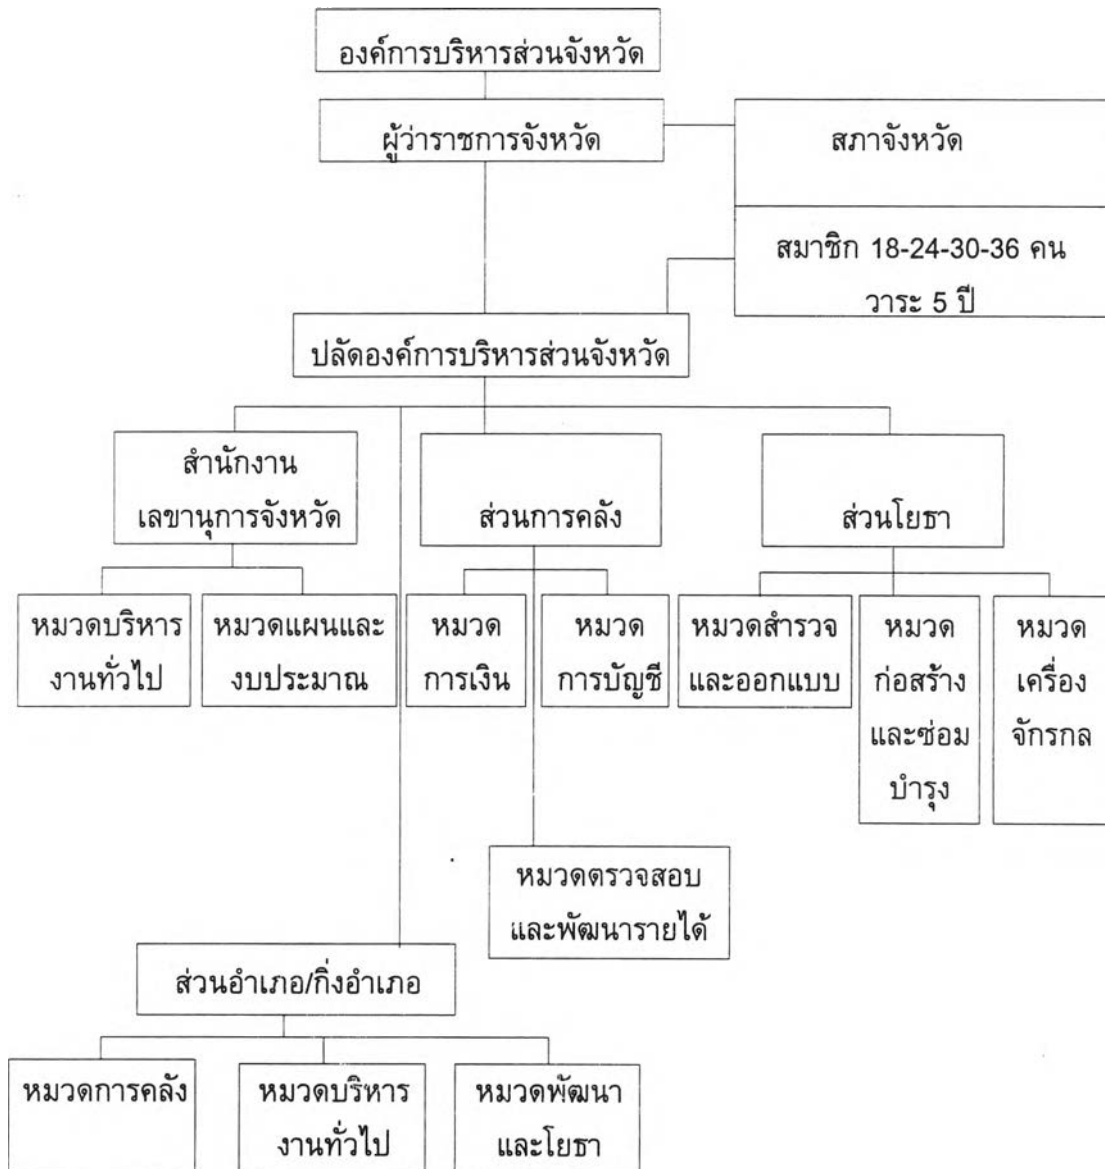 องค์การบริหารส่วนจังหวัด
ผู้ว่าราชการจังหวัด
สภาจังหวัด
สมาชิก 18-24-30-36 คน
วาระ 5 ปี
ปลัดองค์การบริหารส่วนจังหวัด
สำนักงาน
เลขานุการจังหวัด
ส่วนการคลัง
ส่วนโยธา
หมวดบริหาร
งานทั่วไป
หมวดแผนและ
งบประมาณ
หมวด
การเงิน
หมวด
การบัญชี
หมวดสำรวจ
และออกแบบ
หมวด
ก่อสร้าง
และซ่อม
บำรุง
หมวด
เครื่อง
จักรกล
หมวดตรวจสอบ
และพัฒนารายได้
ส่วนอำเภอ/กิ่งอำเภอ
หมวดการคลัง
หมวดบริหาร
งานทั่วไป
หมวดพัฒนา
และโยธา